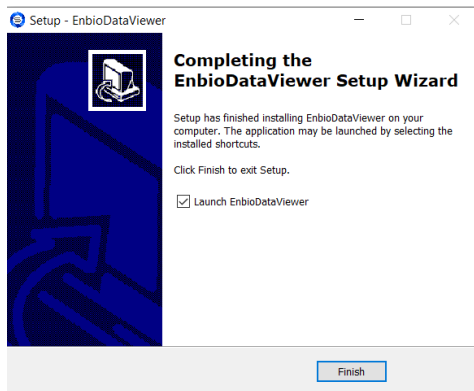 Setup - EnbioDataViewer
Completing the
EnbioDataViewer Setup Wizard
Setup has finished installing EnbioDataViewer on your
computer. The application may be launched by selecting the
installed shortcuts.
Click Finish to exit Setup.
Launch EnbioDataViewer
Finish